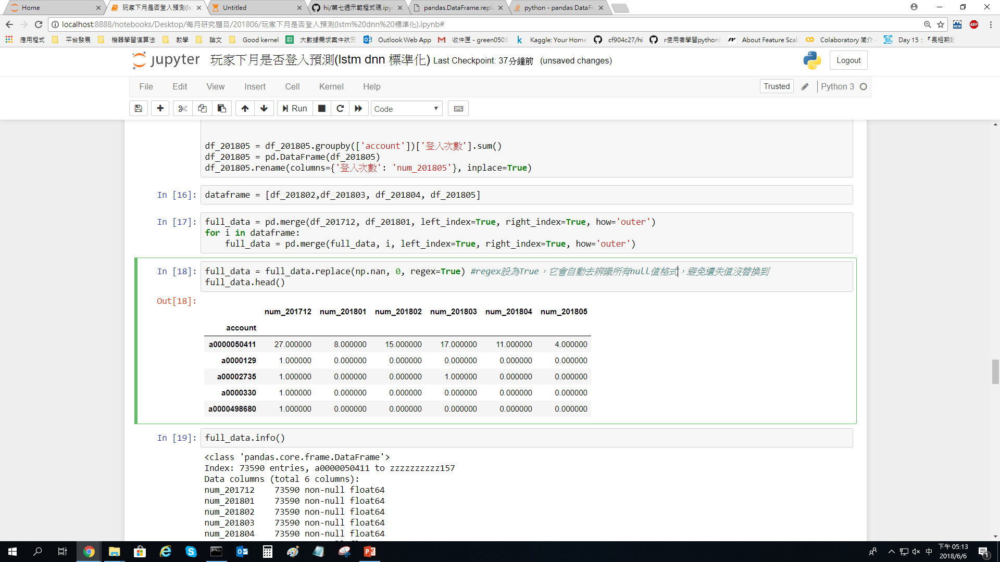 Home
玩家下月是否登入預測(ls
Untitled
hi/第七週示範程式碼.ipyn
pandas.DataFrame.repla
python - pandas DataFr
localhost:8888/notebooks/Desktop/每月研究題目/201806/玩家下月是否登入預測(lstm%20dnn%20標準化).ipynb#
應用程式 平台發展 機器學習演算法 教學 論文 Good kernel 大數據需求案件狀況 Outlook Web App 收件匣 - green0503 Kaggle: Your Home cf904c27/hi r使用者學習python About Feature Scali Colaboratory 簡介 - Day 15 : 『長短期記
jupyter 玩家下月是否登入預測(lstm dnn 標準化) Last Checkpoint: 37分鐘前 (unsaved changes)
Logout
File Edit View Insert Cell Kernel Help
Trusted Python 3
Run Code
df_201805 = df_201805.groupby(['account'])['登入次數'].sum()
df_201805 = pd.DataFrame(df_201805)
df_201805.rename(columns={'登入次數': 'num_201805'}, inplace=True)
In [16]: dataframe = [df_201802,df_201803, df_201804, df_201805]
In [17]: full_data = pd.merge(df_201712, df_201801, left_index=True, right_index=True, how='outer')
for i in dataframe:
    full_data = pd.merge(full_data, i, left_index=True, right_index=True, how='outer')
In [18]: full_data = full_data.replace(np.nan, 0, regex=True) #regex設為True，它會自動去辨識所有null值格式，避免遺失值沒替換到
full_data.head()
Out[18]:
num_201712 num_201801 num_201802 num_201803 num_201804 num_201805
account
a0000050411 27.000000 8.000000 15.000000 17.000000 11.000000 4.000000
a0000129 1.000000 0.000000 0.000000 0.000000 0.000000 0.000000
a00002735 1.000000 0.000000 0.000000 1.000000 0.000000 0.000000
a0000330 1.000000 0.000000 0.000000 0.000000 0.000000 0.000000
a0000498680 1.000000 0.000000 0.000000 0.000000 0.000000 0.000000
In [19]: full_data.info()
<class 'pandas.core.frame.DataFrame'>
Index: 73590 entries, a0000050411 to zzzzzzzzzz157
Data columns (total 6 columns):
num_201712    73590 non-null float64
num_201801    73590 non-null float64
num_201802    73590 non-null float64
num_201803    73590 non-null float64
num_201804    73590 non-null float64
中
下午 05:13
2018/6/6
1